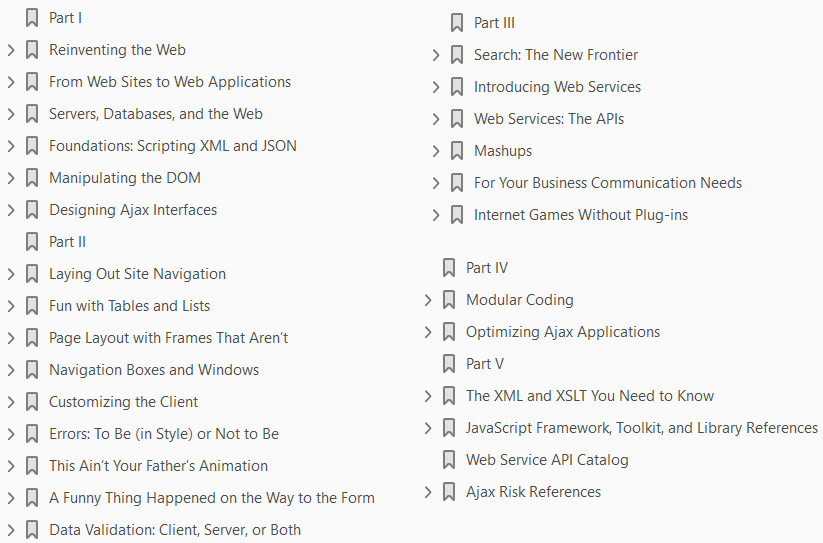 Part I
Reinventing the Web
From Web Sites to Web Applications
Servers, Databases, and the Web
Foundations: Scripting XML and JSON
Manipulating the DOM
Designing Ajax Interfaces
Part II
Laying Out Site Navigation
Fun with Tables and Lists
Page Layout with Frames That Aren’t
Navigation Boxes and Windows
Customizing the Client
Errors: To Be (in Style) or Not to Be
This Ain’t Your Father’s Animation
A Funny Thing Happened on the Way to the Form
Data Validation: Client, Server, or Both
Part III
Search: The New Frontier
Introducing Web Services
Web Services: The APIs
Mashups
For Your Business Communication Needs
Internet Games Without Plug-ins
Part IV
Modular Coding
Optimizing Ajax Applications
Part V
The XML and XSLT You Need to Know
JavaScript Framework, Toolkit, and Library References
Web Service API Catalog
Ajax Risk References